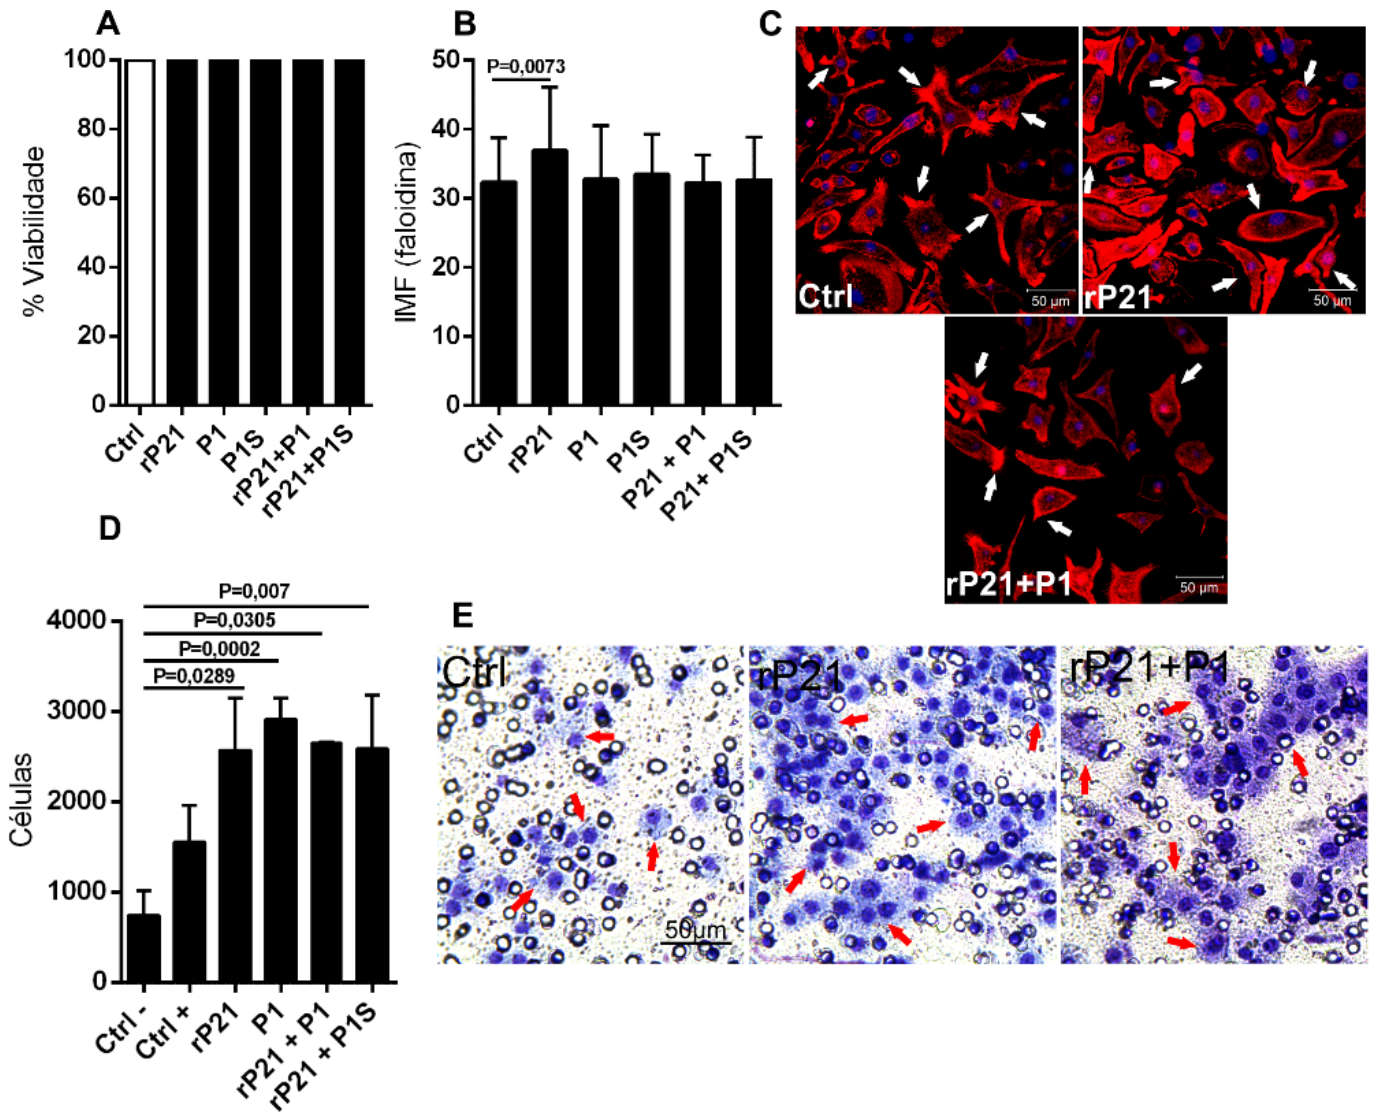 A
% Viabilidade
100
80
60
40
20
0
Ctrl
rP21
P1
P1S
rP21+P1
rP21+P1S
B
IMF (faloidina)
50
40
30
20
10
0
P=0,0073
Ctrl
rP21
P1
P1S
P21 + P1
P21+ P1S
C
Ctrl
50 µm
rP21
50 µm
rP21+P1
50 µm
D
Células
4000
3000
2000
1000
0
P=0,007
P=0,0305
P=0,0002
P=0,0289
Ctrl -
Ctrl +
rP21
P1
rP21 + P1
rP21 + P1S
E
Ctrl
50µm
rP21
rP21+P1